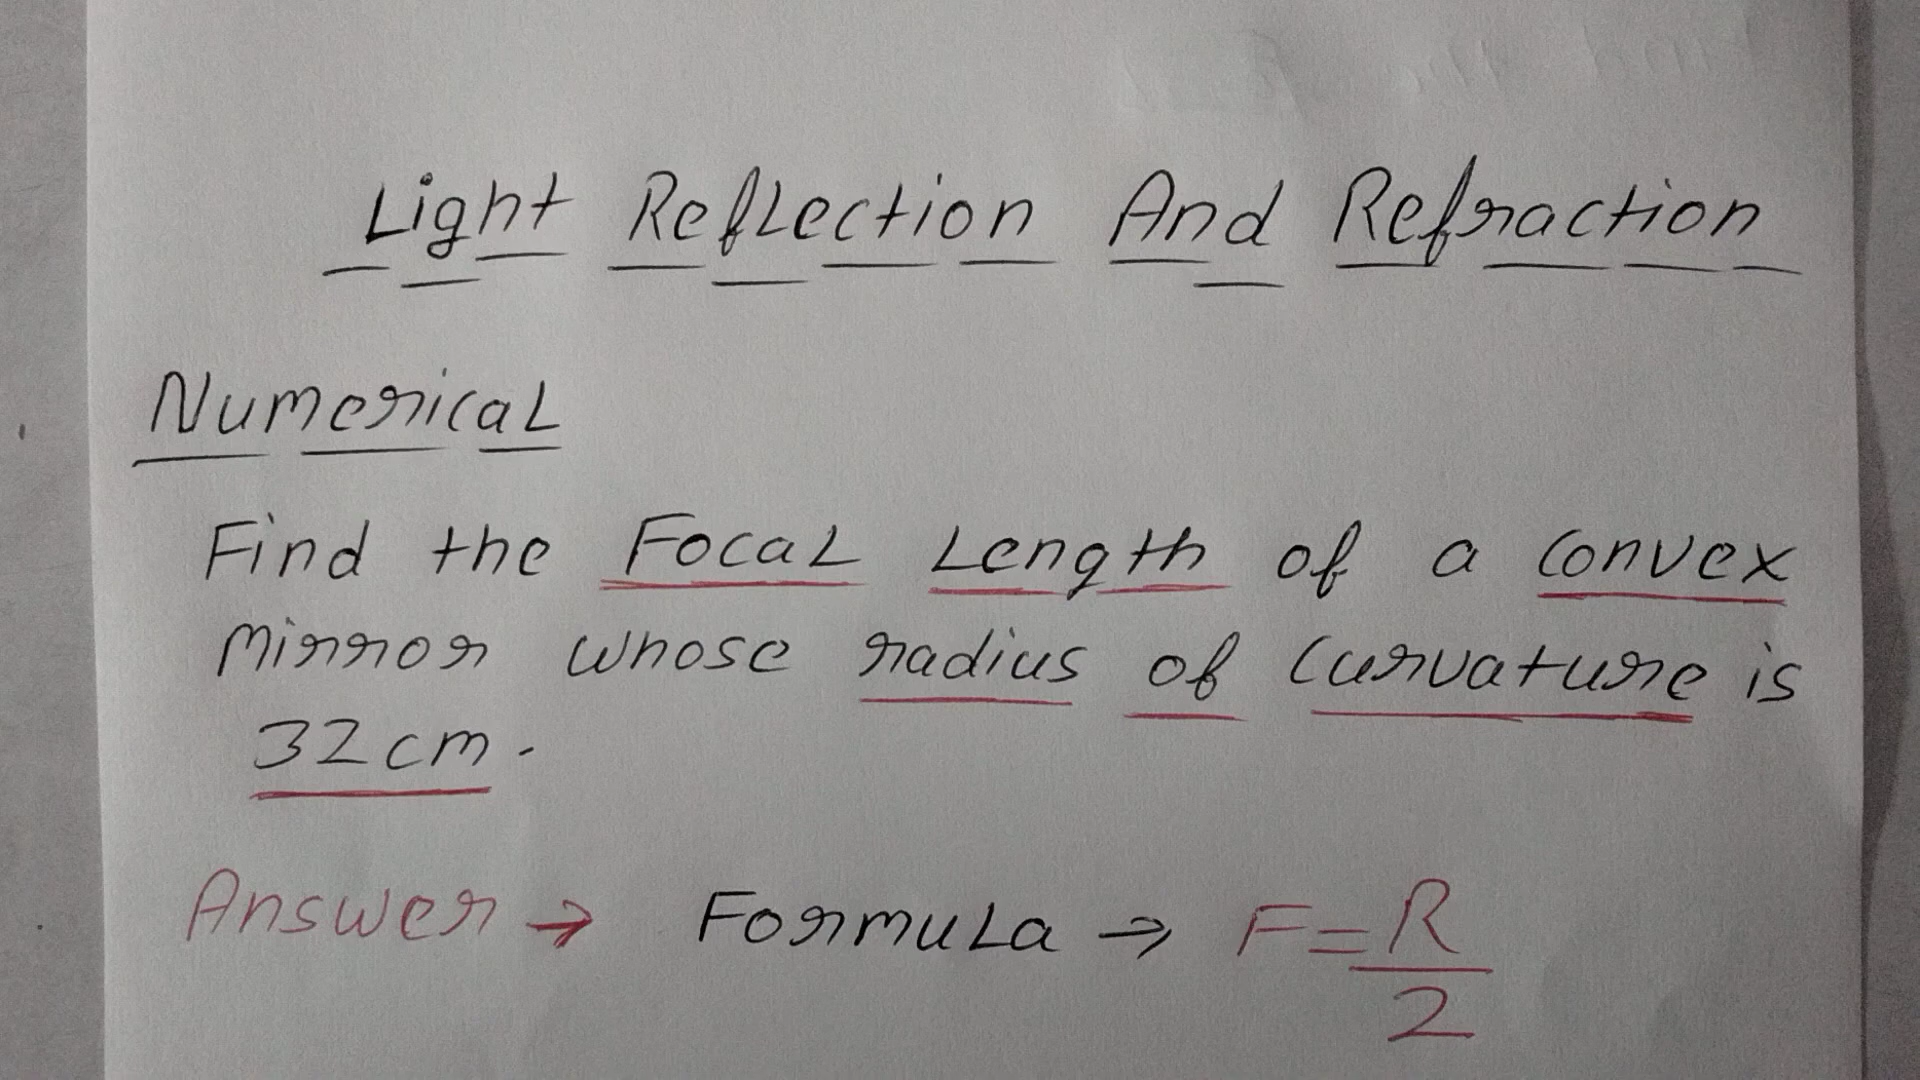 Light Reflection And Refraction
Numerical
Find the Focal Length of a convex
mirror whose radius of curvature is
32cm.
Answer → Formula → F = R/2